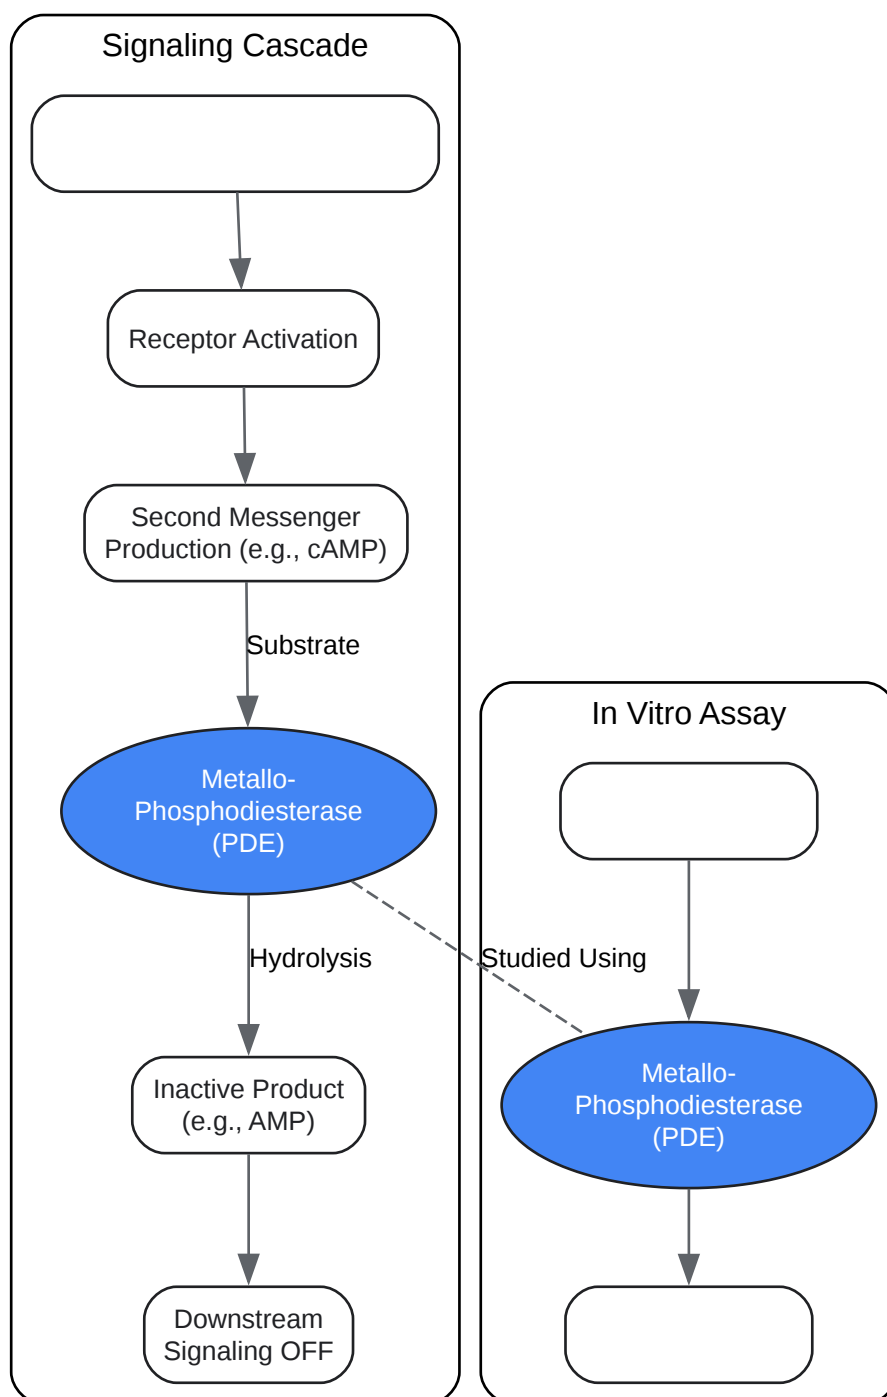 Signaling Cascade
Receptor Activation
Second Messenger
Production (e.g., cAMP)
Substrate
Metallo-
Phosphodiesterase
(PDE)
Hydrolysis
Inactive Product
(e.g., AMP)
Downstream
Signaling OFF
In Vitro Assay
Studied Using
Metallo-
Phosphodiesterase
(PDE)